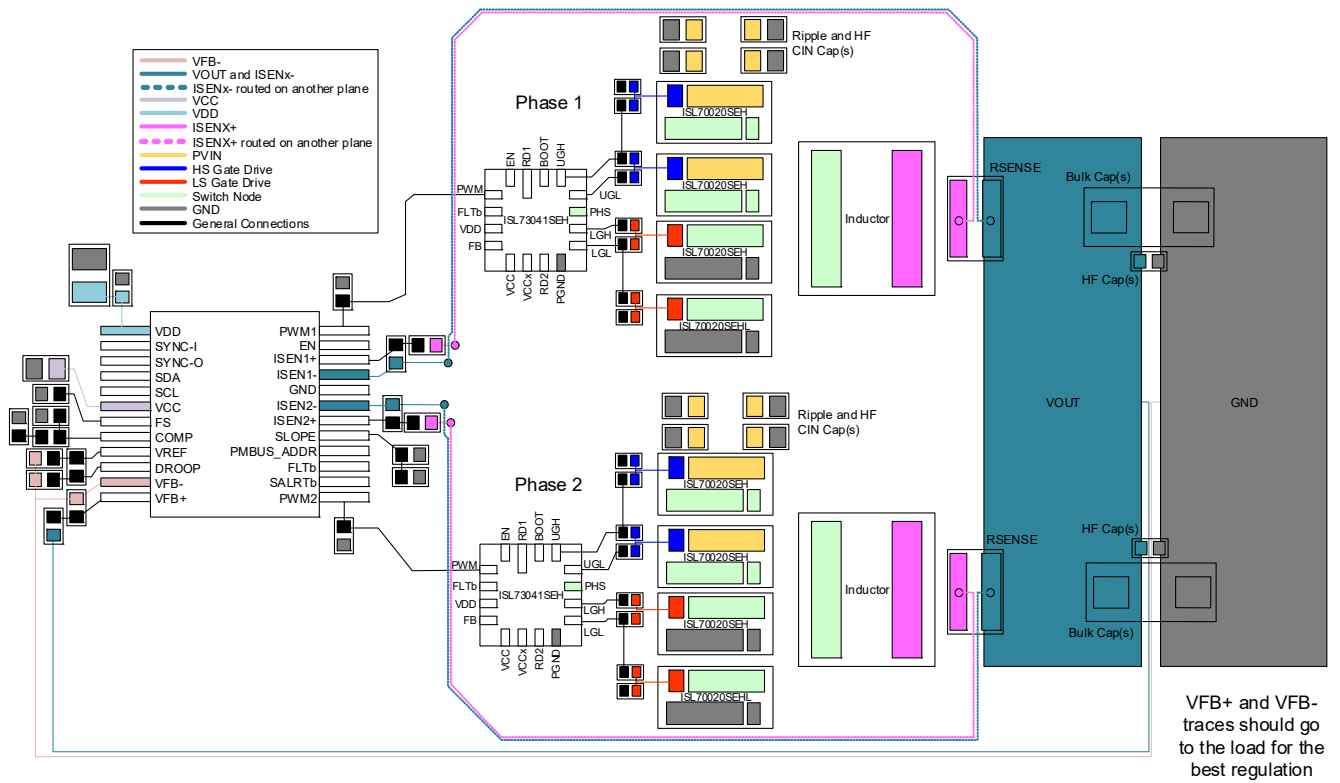 VFB-
VOUT and ISENx-
ISENx- routed on another plane
VCC
VDD
ISENX+
ISENX+ routed on another plane
PVIN
HS Gate Drive
LS Gate Drive
Switch Node
GND
General Connections
Ripple and HF
CIN Cap(s)
Phase 1
ISL70020SEH
ISL70020SEH
ISL70020SEH
ISL70020SEHL
EN
RD1
BOOT
UGH
PWM
FLTb
VDD
FB
ISL73041SEH
UGL
PHS
LGH
LGL
VCC
VCCx
RD2
PGND
Inductor
RSENSE
Bulk Cap(s)
HF Cap(s)
VOUT
GND
VDD
SYNC-I
SYNC-O
SDA
SCL
VCC
FS
COMP
VREF
DROOP
VFB-
VFB+
PWM1
EN
ISEN1+
ISEN1-
GND
ISEN2-
ISEN2+
SLOPE
PMBUS_ADDR
FLTb
SALRTb
PWM2
Ripple and HF
CIN Cap(s)
Phase 2
ISL70020SEH
ISL70020SEH
ISL70020SEH
ISL70020SEHL
EN
RD1
BOOT
UGH
PWM
FLTb
VDD
FB
ISL73041SEH
UGL
PHS
LGH
LGL
VCC
VCCx
RD2
PGND
Inductor
RSENSE
HF Cap(s)
Bulk Cap(s)
VFB+ and VFB-
traces should go
to the load for the
best regulation